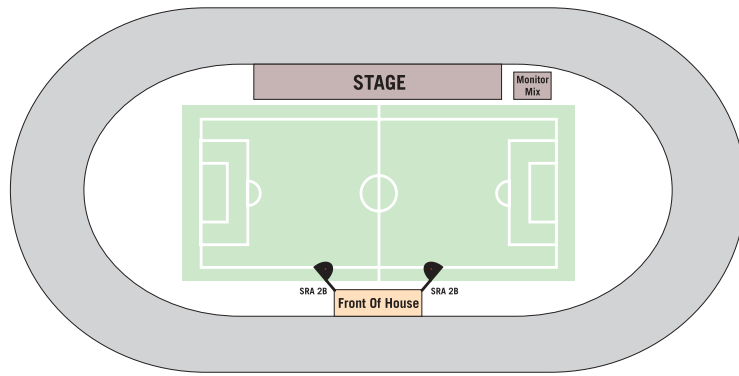 STAGE
Monitor
Mix
SRA 2B
SRA 2B
Front Of House